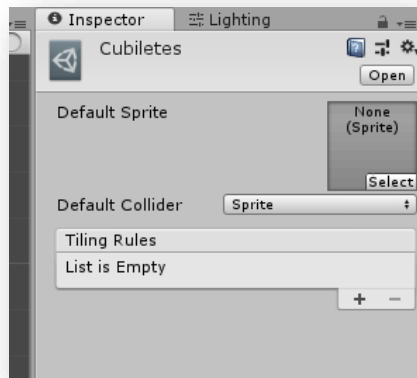 Inspector Lighting
Cubiletes
Open
Default Sprite
None
(Sprite)
Select
Default Collider Sprite
Tiling Rules
List is Empty
+ −